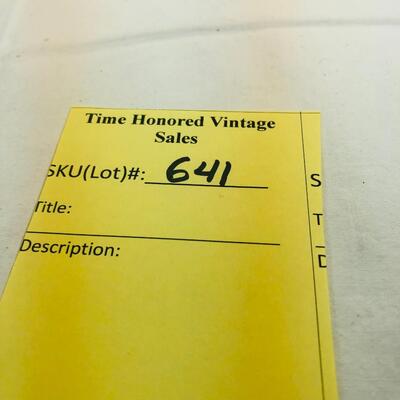 Time Honored Vintage
Sales
SKU(Lot)#: 641
Title:
Description:
S
T
D